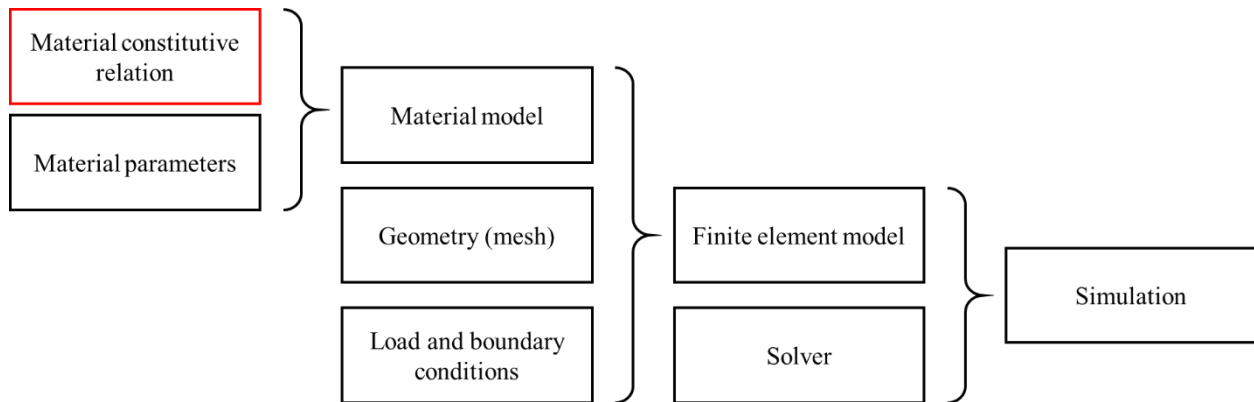 Material constitutive
relation
Material parameters
Material model
Geometry (mesh)
Load and boundary
conditions
Finite element model
Solver
Simulation